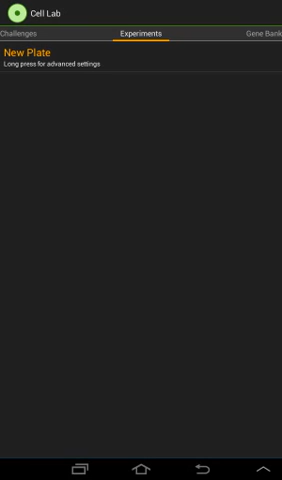 Cell Lab
Challenges
Experiments
Gene Bank
New Plate
Long press for advanced settings